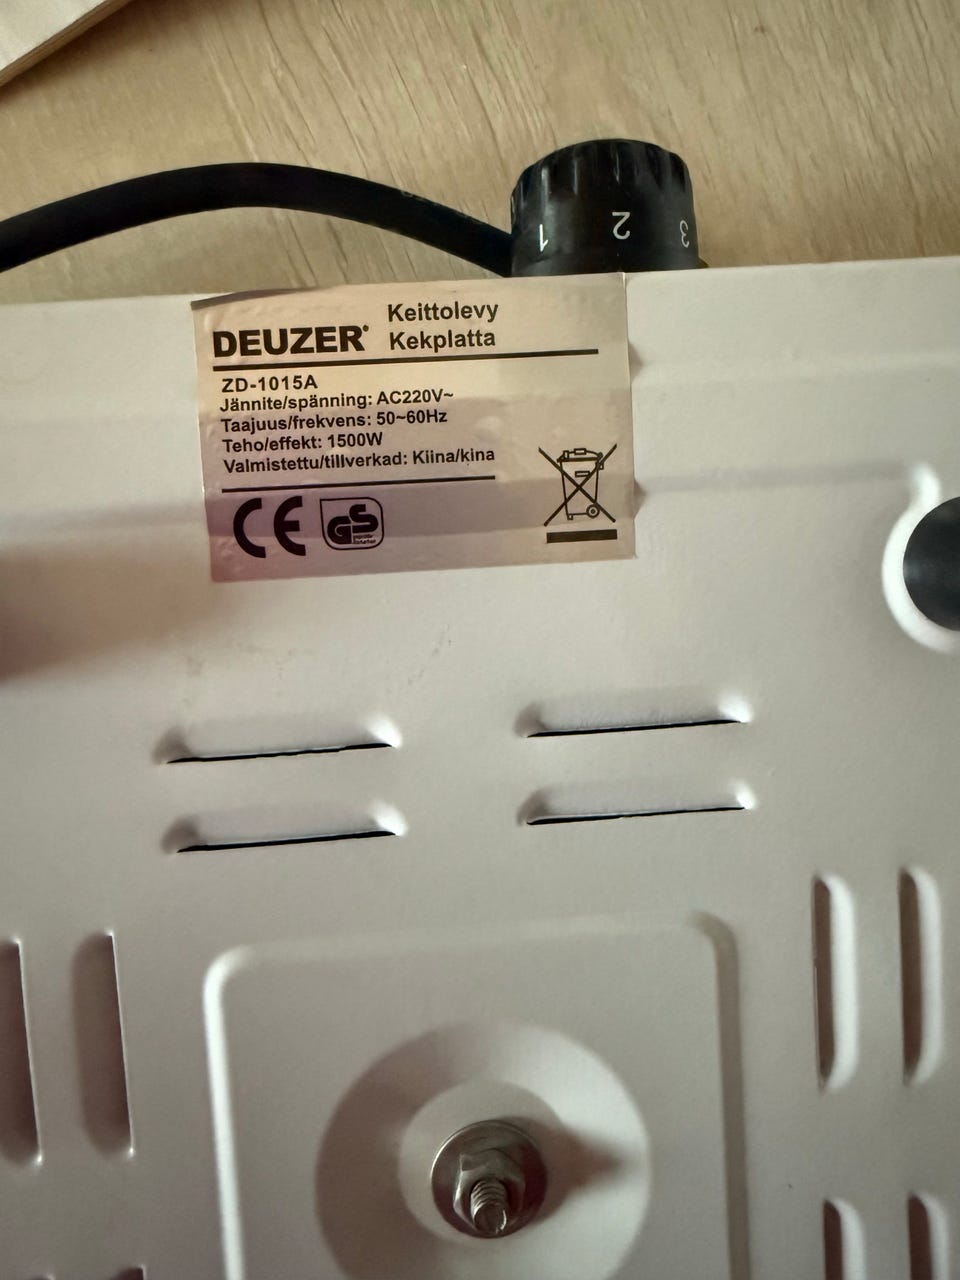 1 2 3
DEUZER®
Keittolevy
Kekplatta
ZD-1015A
Jännite/spänning: AC220V~
Taajuus/frekvens: 50~60Hz
Teho/effekt: 1500W
Valmistettu/tillverkad: Kiina/kina
CE
GS